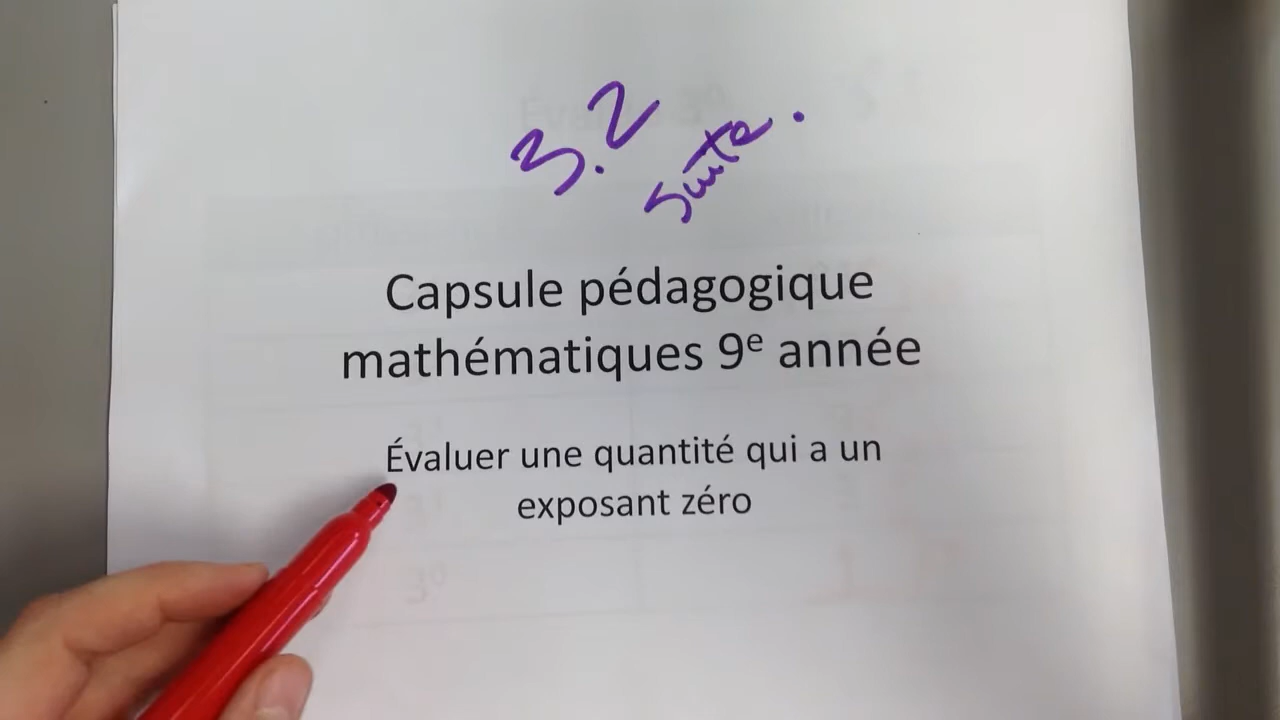 3.2
suite.
Capsule pédagogique
mathématiques 9e année
Évaluer une quantité qui a un
exposant zéro